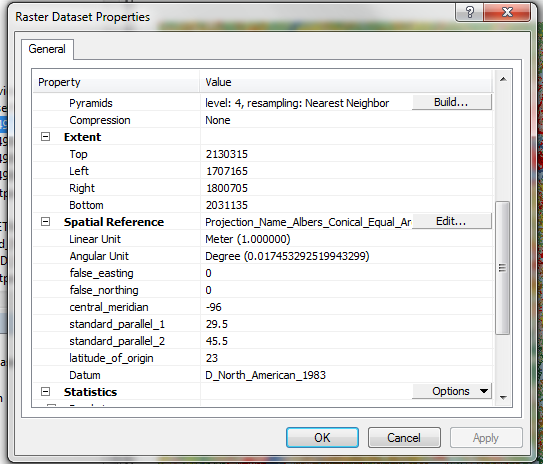 Raster Dataset Properties
General
Property Value
Pyramids level: 4, resampling: Nearest Neighbor Build...
Compression None
Extent
Top 2130315
Left 1707165
Right 1800705
Bottom 2031135
Spatial Reference Projection_Name_Albers_Conical_Equal_Ar Edit...
Linear Unit Meter (1.000000)
Angular Unit Degree (0.017453292519943299)
false_easting 0
false_northing 0
central_meridian -96
standard_parallel_1 29.5
standard_parallel_2 45.5
latitude_of_origin 23
Datum D_North_American_1983
Statistics Options
OK Cancel Apply